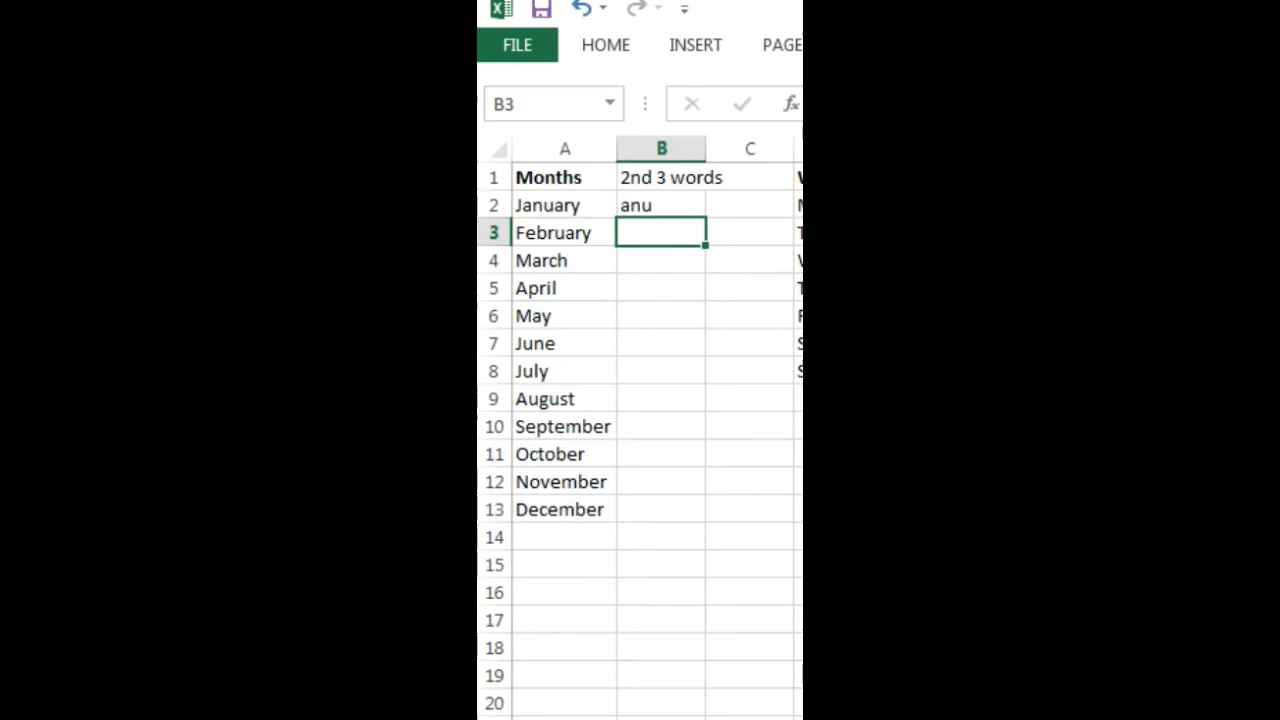 FILE HOME INSERT PAGE
B3 fx
A B C
1 Months 2nd 3 words
2 January anu
3 February
4 March
5 April
6 May
7 June
8 July
9 August
10 September
11 October
12 November
13 December
14
15
16
17
18
19
20